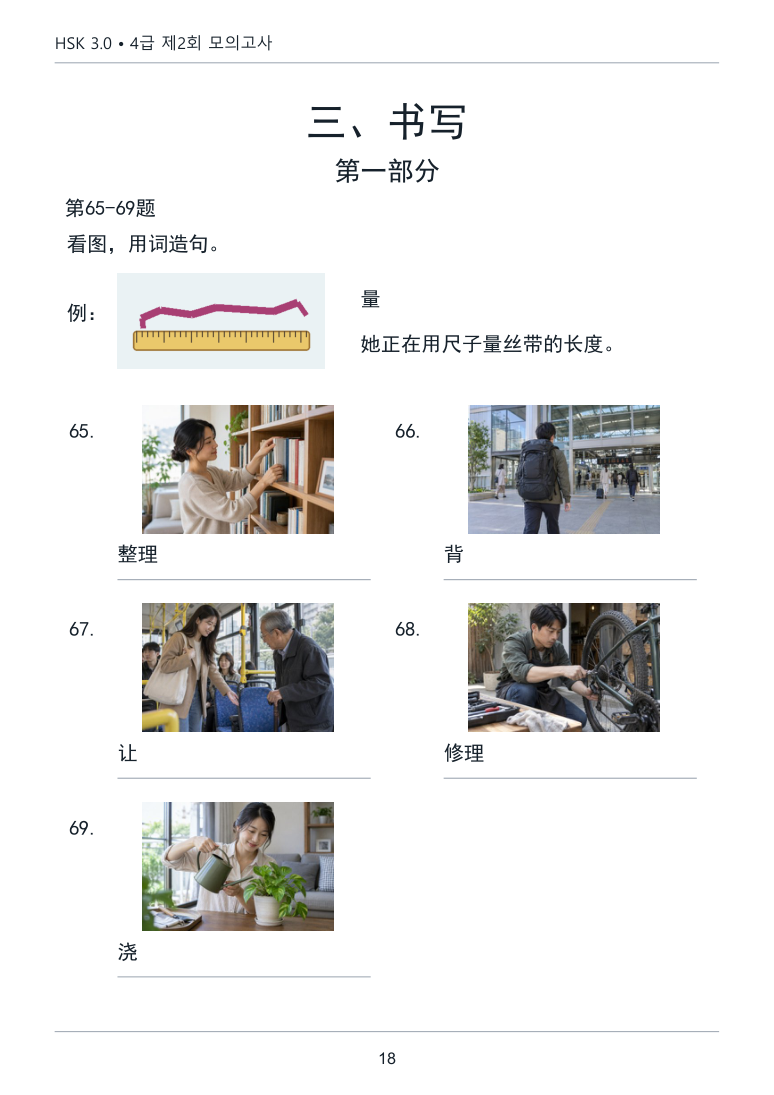 HSK 3.0 • 4급 제2회 모의고사
三、书写
第一部分
第65-69题
看图，用词造句。
例：
量
她正在用尺子量丝带的长度。
65.
整理
66.
背
67.
让
68.
修理
69.
浇
18